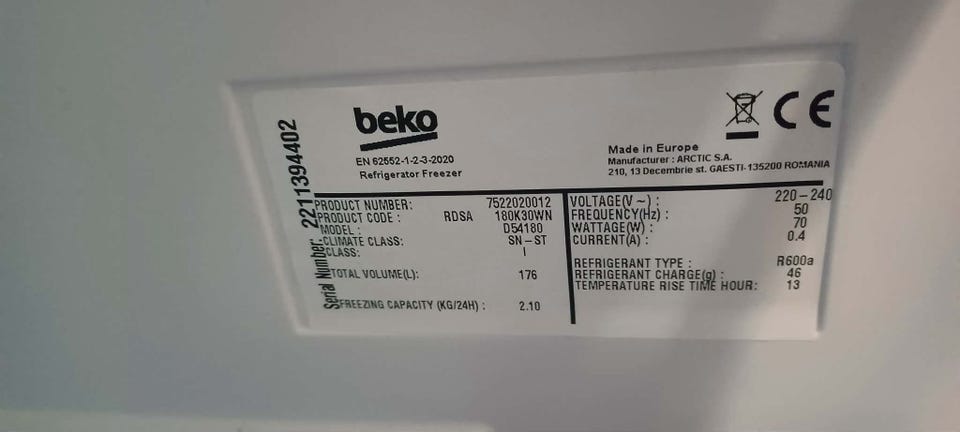 Serial Number: 2211394402
beko
EN 62552-1-2-3-2020
Refrigerator Freezer
CE
Made in Europe
Manufacturer : ARCTIC S.A.
210, 13 Decembrie st. GAESTI-135200 ROMANIA
PRODUCT NUMBER: 7522020012
PRODUCT CODE : RDSA 180K30WN
MODEL : D54180
CLIMATE CLASS: SN-ST
CLASS: I
TOTAL VOLUME(L): 176
FREEZING CAPACITY (KG/24H) : 2.10
VOLTAGE(V ~) : 220-240
FREQUENCY(Hz) : 50
WATTAGE(W) : 70
CURRENT(A) : 0.4
REFRIGERANT TYPE : R600a
REFRIGERANT CHARGE(g) : 46
TEMPERATURE RISE TIME HOUR: 13